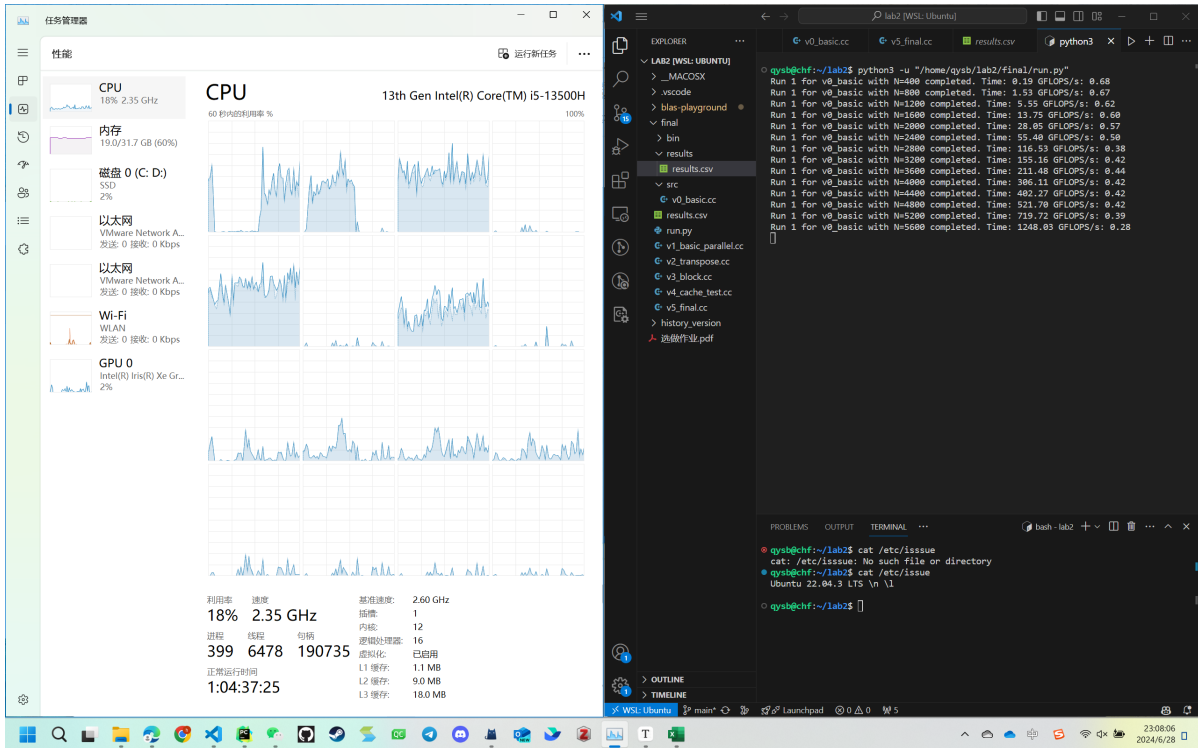 任务管理器
性能
运行新任务
CPU
18% 2.35 GHz
内存
19.0/31.7 GB (60%)
磁盘 0 (C: D:)
SSD
2%
以太网
VMware Network A...
发送: 0 接收: 0 Kbps
以太网
VMware Network A...
发送: 0 接收: 0 Kbps
Wi-Fi
WLAN
发送: 0 接收: 0 Kbps
GPU 0
Intel(R) Iris(R) Xe Gr...
2%
CPU
13th Gen Intel(R) Core(TM) i5-13500H
60 秒内的利用率 %
100%
利用率 速度
18% 2.35 GHz
进程 线程 句柄
399 6478 190735
正常运行时间
1:04:37:25
基准速度: 2.60 GHz
插槽: 1
内核: 12
逻辑处理器: 16
虚拟化: 已启用
L1 缓存: 1.1 MB
L2 缓存: 9.0 MB
L3 缓存: 18.0 MB
lab2 [WSL: Ubuntu]
EXPLORER
LAB2 [WSL: UBUNTU]
__MACOSX
.vscode
blas-playground
final
bin
results
results.csv
src
v0_basic.cc
results.csv
run.py
v1_basic_parallel.cc
v2_transpose.cc
v3_block.cc
v4_cache_test.cc
v5_final.cc
history_version
选做作业.pdf
OUTLINE
TIMELINE
15
1
1
v0_basic.cc
v5_final.cc
results.csv
python3
qysb@chf:~/lab2$ python3 -u "/home/qysb/lab2/final/run.py"
Run 1 for v0_basic with N=400 completed. Time: 0.19 GFLOPS/s: 0.68
Run 1 for v0_basic with N=800 completed. Time: 1.53 GFLOPS/s: 0.67
Run 1 for v0_basic with N=1200 completed. Time: 5.55 GFLOPS/s: 0.62
Run 1 for v0_basic with N=1600 completed. Time: 13.75 GFLOPS/s: 0.60
Run 1 for v0_basic with N=2000 completed. Time: 28.05 GFLOPS/s: 0.57
Run 1 for v0_basic with N=2400 completed. Time: 55.40 GFLOPS/s: 0.50
Run 1 for v0_basic with N=2800 completed. Time: 116.53 GFLOPS/s: 0.38
Run 1 for v0_basic with N=3200 completed. Time: 155.16 GFLOPS/s: 0.42
Run 1 for v0_basic with N=3600 completed. Time: 211.48 GFLOPS/s: 0.44
Run 1 for v0_basic with N=4000 completed. Time: 306.11 GFLOPS/s: 0.42
Run 1 for v0_basic with N=4400 completed. Time: 402.27 GFLOPS/s: 0.42
Run 1 for v0_basic with N=4800 completed. Time: 521.70 GFLOPS/s: 0.42
Run 1 for v0_basic with N=5200 completed. Time: 719.72 GFLOPS/s: 0.39
Run 1 for v0_basic with N=5600 completed. Time: 1248.03 GFLOPS/s: 0.28
PROBLEMS OUTPUT TERMINAL
bash - lab2
qysb@chf:~/lab2$ cat /etc/isssue
cat: /etc/isssue: No such file or directory
qysb@chf:~/lab2$ cat /etc/issue
Ubuntu 22.04.3 LTS \n \l
qysb@chf:~/lab2$
WSL: Ubuntu
main*
Launchpad
0
0
5
23:08:06
2024/6/28